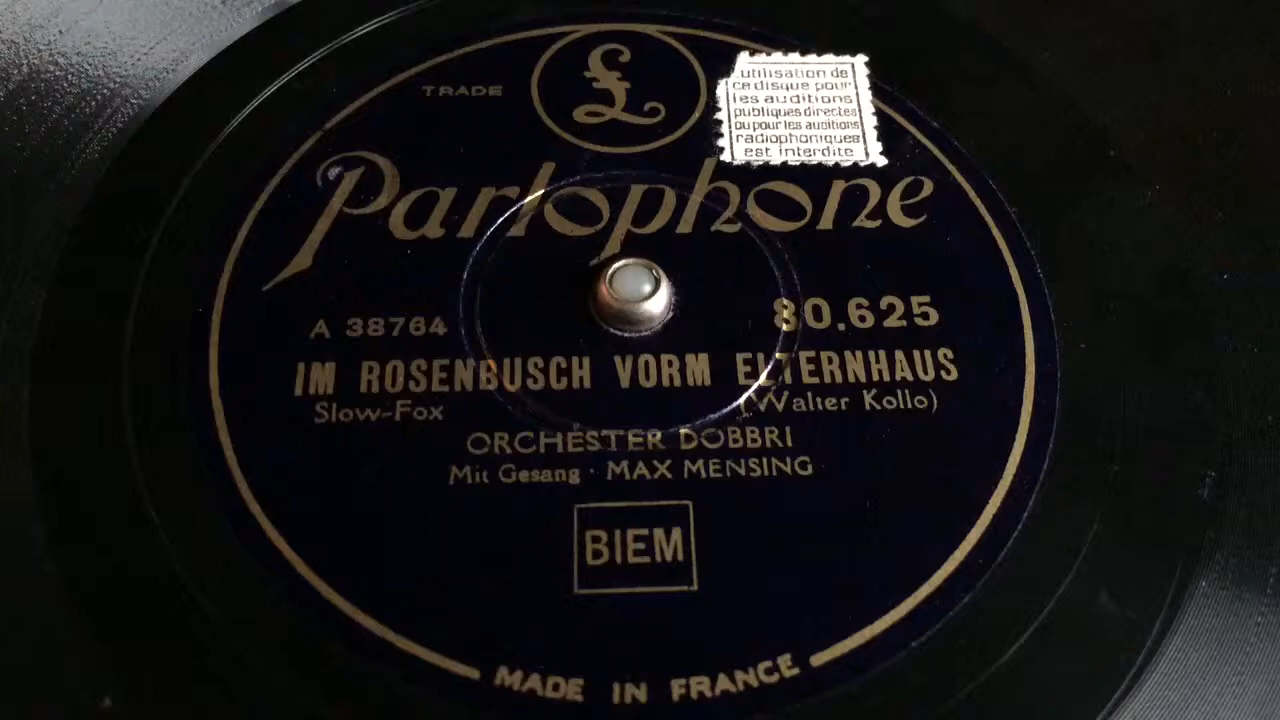 TRADE
£
L'utilisation de
ce disque pour
les auditions
publiques directes
ou pour les auditions
radiophoniques
est interdite
Parlophone
A 38764
80.625
IM ROSENBUSCH VORM ELTERNHAUS
Slow-Fox
(Walter Kollo)
ORCHESTER DOBBRI
Mit Gesang · MAX MENSING
BIEM
MADE IN FRANCE